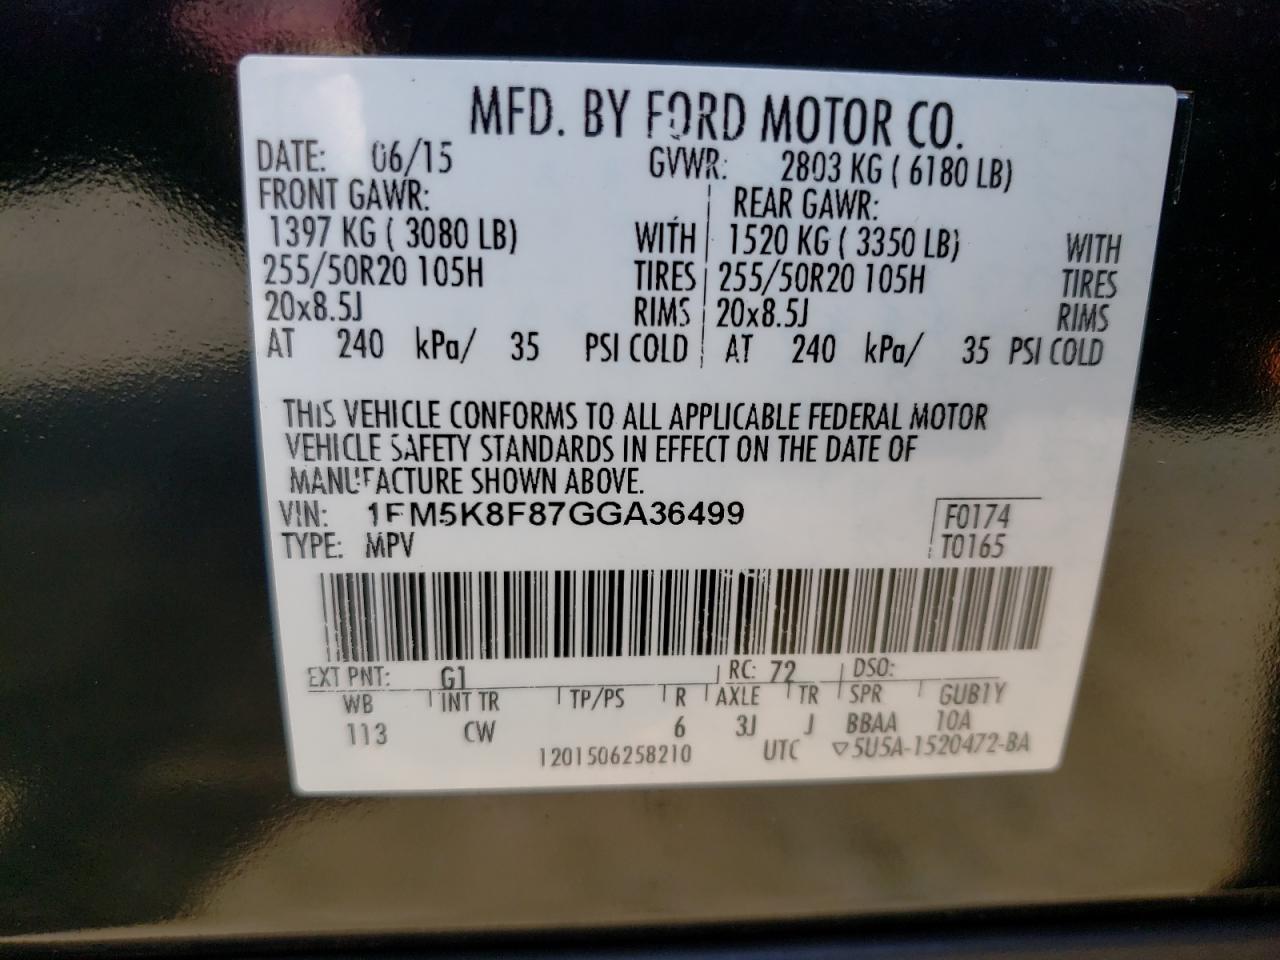 MFD. BY FORD MOTOR CO.
DATE: 06/15 GVWR: 2803 KG ( 6180 LB)
FRONT GAWR: REAR GAWR:
1397 KG ( 3080 LB) WITH 1520 KG ( 3350 LB) WITH
255/50R20 105H TIRES 255/50R20 105H TIRES
20x8.5J RIMS 20x8.5J RIMS
AT 240 kPa/ 35 PSI COLD AT 240 kPa/ 35 PSI COLD
THIS VEHICLE CONFORMS TO ALL APPLICABLE FEDERAL MOTOR
VEHICLE SAFETY STANDARDS IN EFFECT ON THE DATE OF
MANUFACTURE SHOWN ABOVE.
VIN: 1FM5K8F87GGA36499 F0174
TYPE: MPV T0165
EXT PNT: G1 RC: 72 DSO:
WB INT TR TP/PS R AXLE TR SPR GUB1Y
113 CW 6 3J J BBAA 10A
1201506258210 UTC ▽5U5A-1520472-BA